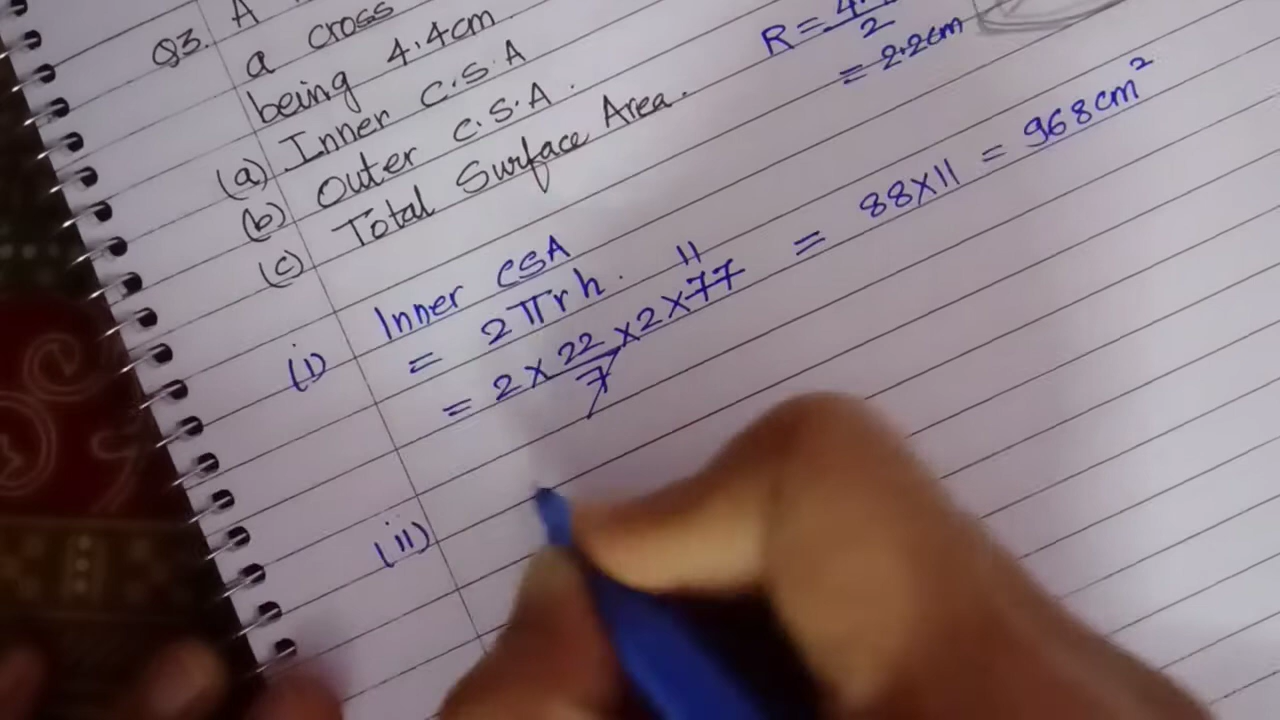 Q3. A
a cross
being 4.4cm
(a) Inner C.S.A
(b) Outer C.S.A.
(c) Total Surface Area.
R = 4.
2
= 2.2cm
(i) Inner CSA
= 2πrh. 11
= 2 × 22/7 × 2 × 77 = 88×11 = 968cm²
(ii)